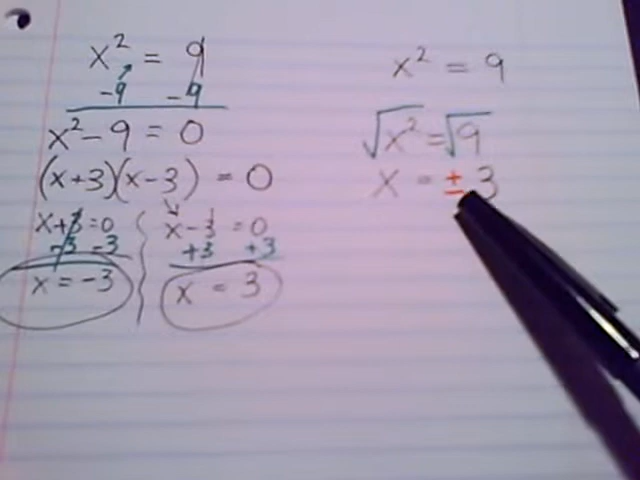 x² = 9
-9 -9
x² - 9 = 0
(x+3)(x-3) = 0
x+3=0
-3 -3
x = -3
x-3=0
+3 +3
x = 3
x² = 9
√x² = √9
x = ± 3